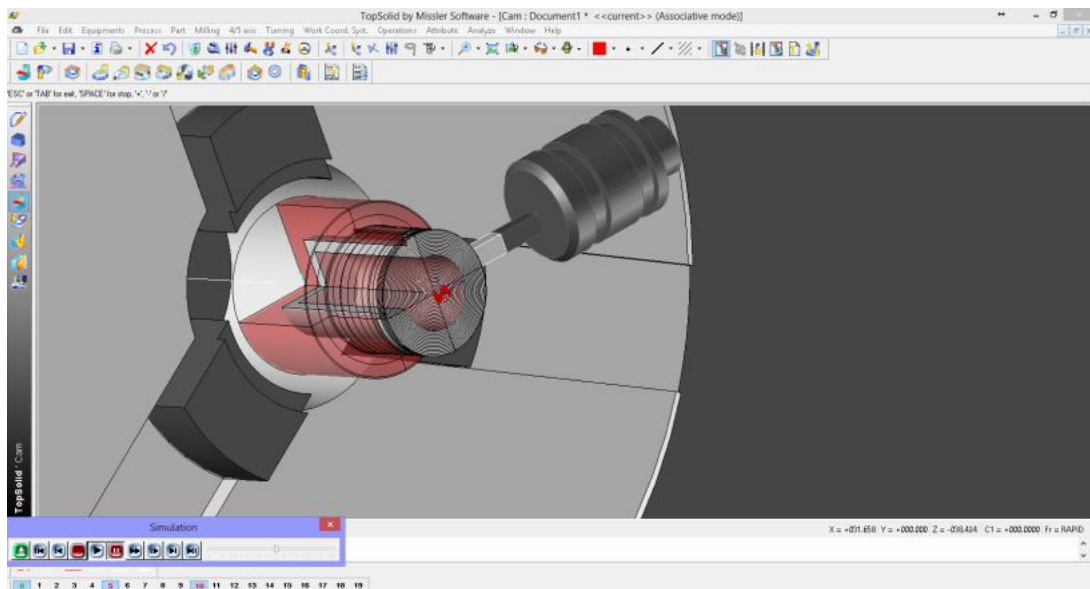 TopSolid by Missler Software - [Cam : Document1 * <<current>> (Associative mode)]
File Edit Equipments Process Part Milling 4/5 axis Turning Work Coord. Syst. Operations Attribute Analyze Window Help
'ESC' or 'TAB' for exit, 'SPACE' for stop, '+', '-' or '/'
TopSolid'Cam
Simulation
X = +031.658 Y = +000.000 Z = -038.424 C1 = +000.0000 Fr = RAPID
0 1 2 3 4 5 6 7 8 9 10 11 12 13 14 15 16 17 18 19